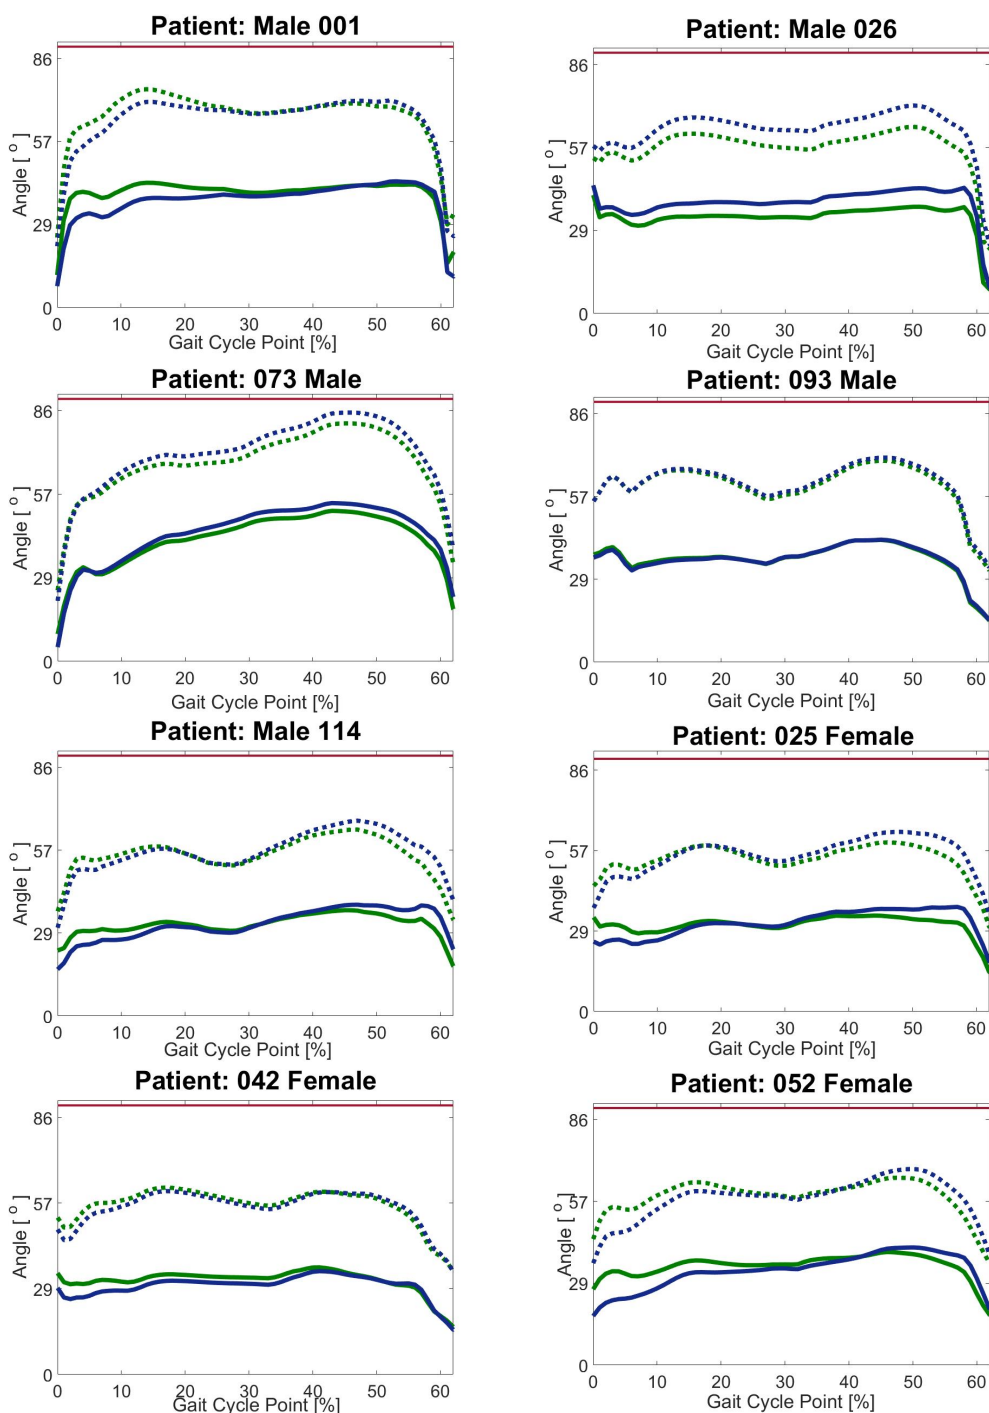 Patient: Male 001
86
57
29
0
Angle [ º ]
0 10 20 30 40 50 60
Gait Cycle Point [%]
Patient: Male 026
86
57
29
0
Angle [ º ]
0 10 20 30 40 50 60
Gait Cycle Point [%]
Patient: 073 Male
86
57
29
0
Angle [ º ]
0 10 20 30 40 50 60
Gait Cycle Point [%]
Patient: 093 Male
86
57
29
0
Angle [ º ]
0 10 20 30 40 50 60
Gait Cycle Point [%]
Patient: Male 114
86
57
29
0
Angle [ º ]
0 10 20 30 40 50 60
Gait Cycle Point [%]
Patient: 025 Female
86
57
29
0
Angle [ º ]
0 10 20 30 40 50 60
Gait Cycle Point [%]
Patient: 042 Female
86
57
29
0
Angle [ º ]
0 10 20 30 40 50 60
Gait Cycle Point [%]
Patient: 052 Female
86
57
29
0
Angle [ º ]
0 10 20 30 40 50 60
Gait Cycle Point [%]